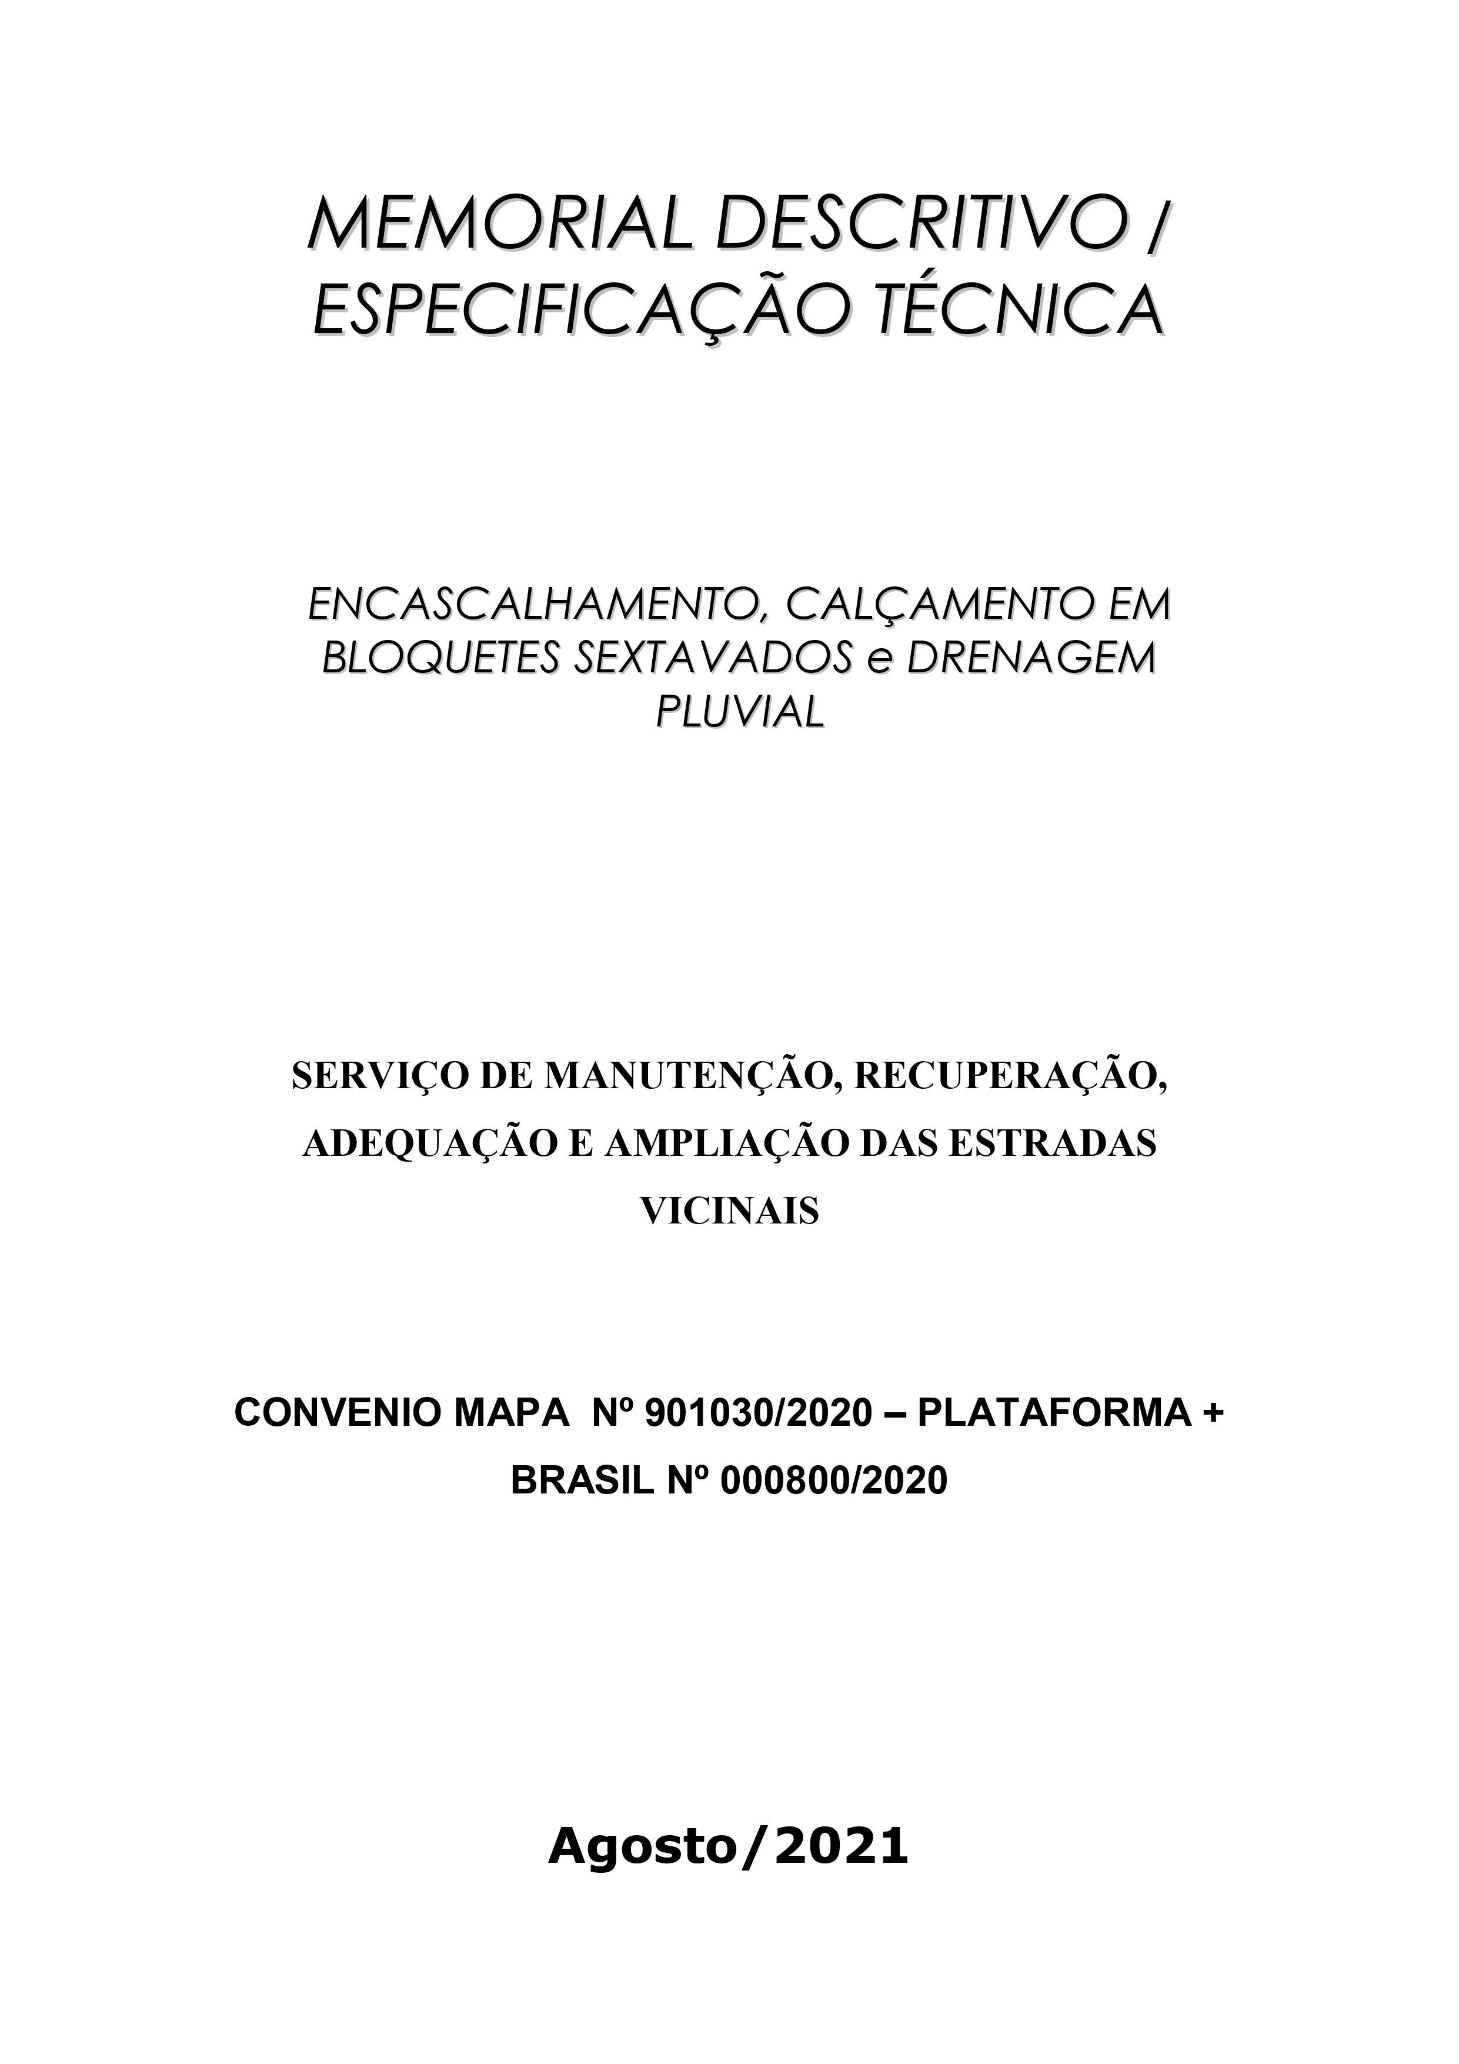 MEMORIAL DESCRITIVO /
ESPECIFICAÇÃO TÉCNICA
ENCASCALHAMENTO, CALÇAMENTO EM
BLOQUETES SEXTAVADOS e DRENAGEM
PLUVIAL
SERVIÇO DE MANUTENÇÃO, RECUPERAÇÃO,
ADEQUAÇÃO E AMPLIAÇÃO DAS ESTRADAS
VICINAIS
CONVENIO MAPA  Nº 901030/2020 – PLATAFORMA +
BRASIL Nº 000800/2020
Agosto/2021